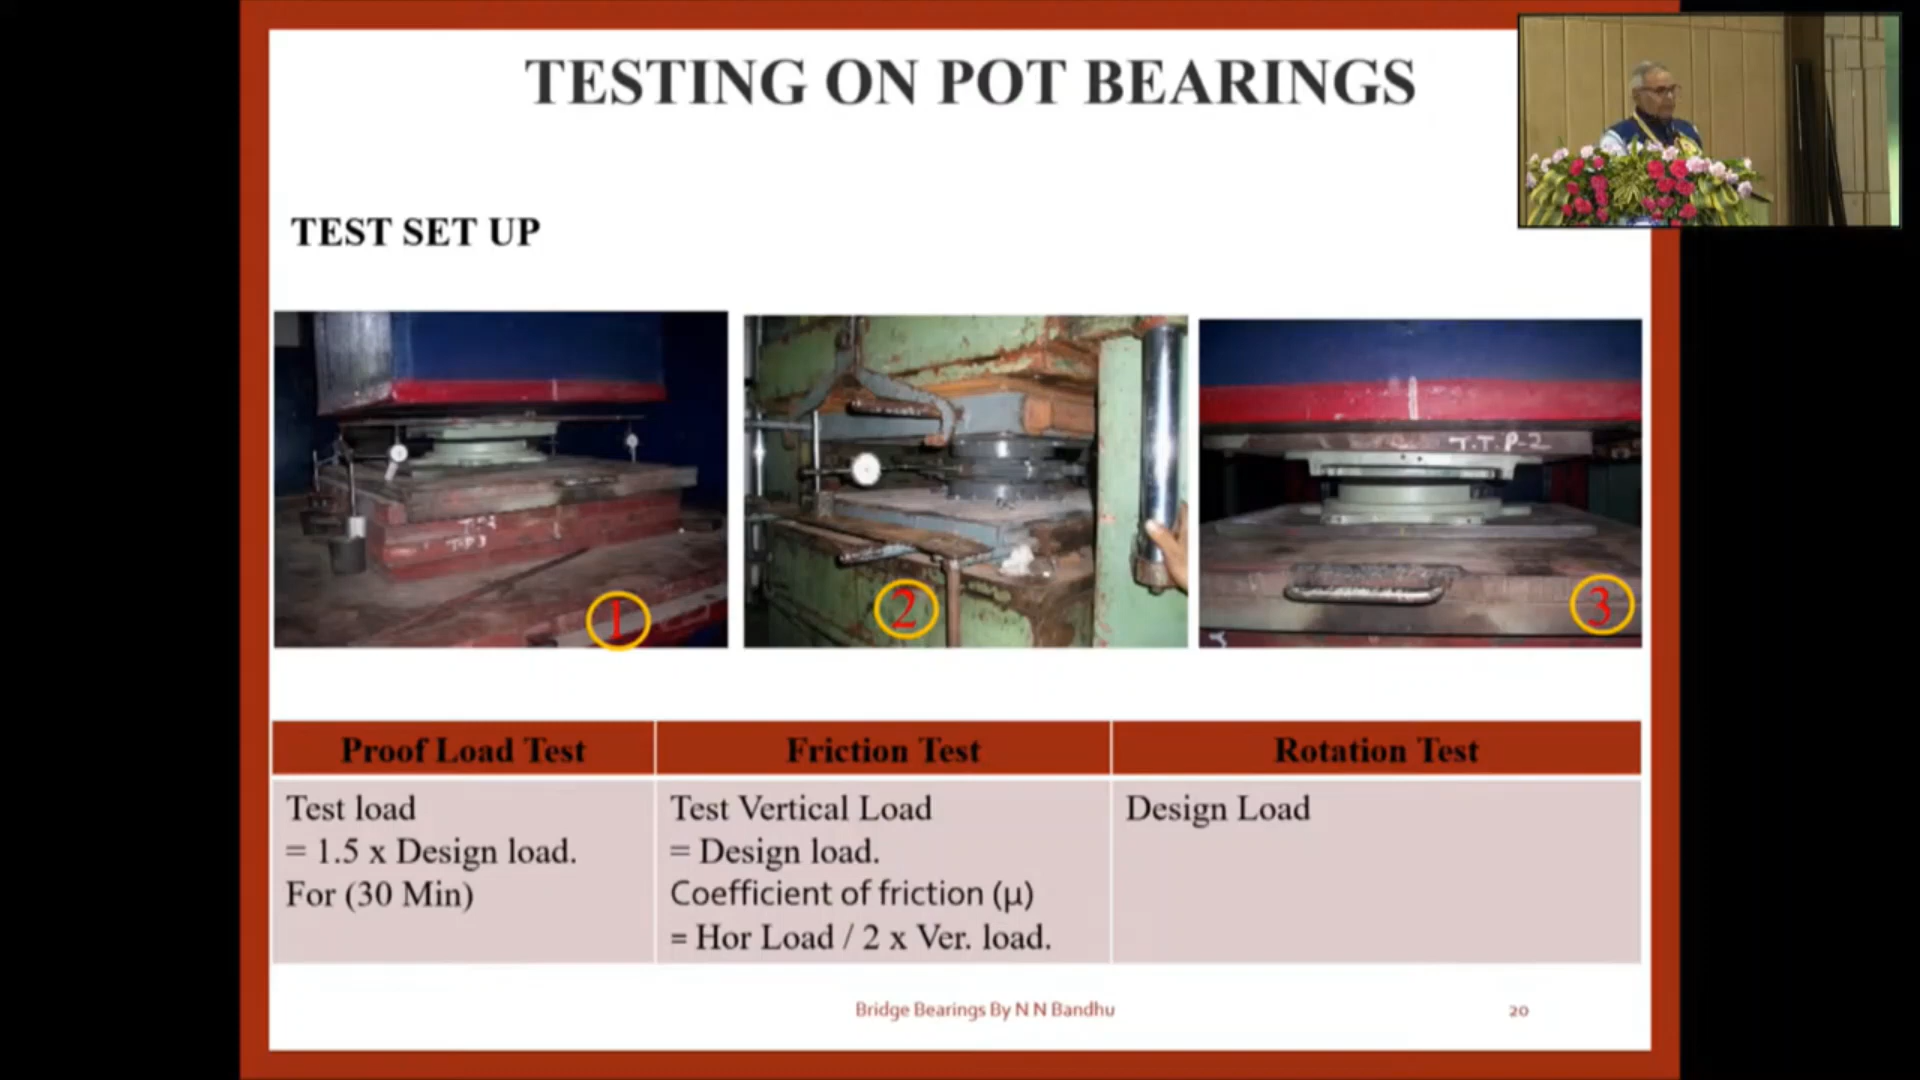 TESTING ON POT BEARINGS
TEST SET UP
T.T.P-2
1
2
3
Proof Load Test
Friction Test
Rotation Test
Test load
= 1.5 x Design load.
For (30 Min)
Test Vertical Load
= Design load.
Coefficient of friction (μ)
= Hor Load / 2 x Ver. load.
Design Load
Bridge Bearings By N N Bandhu
20